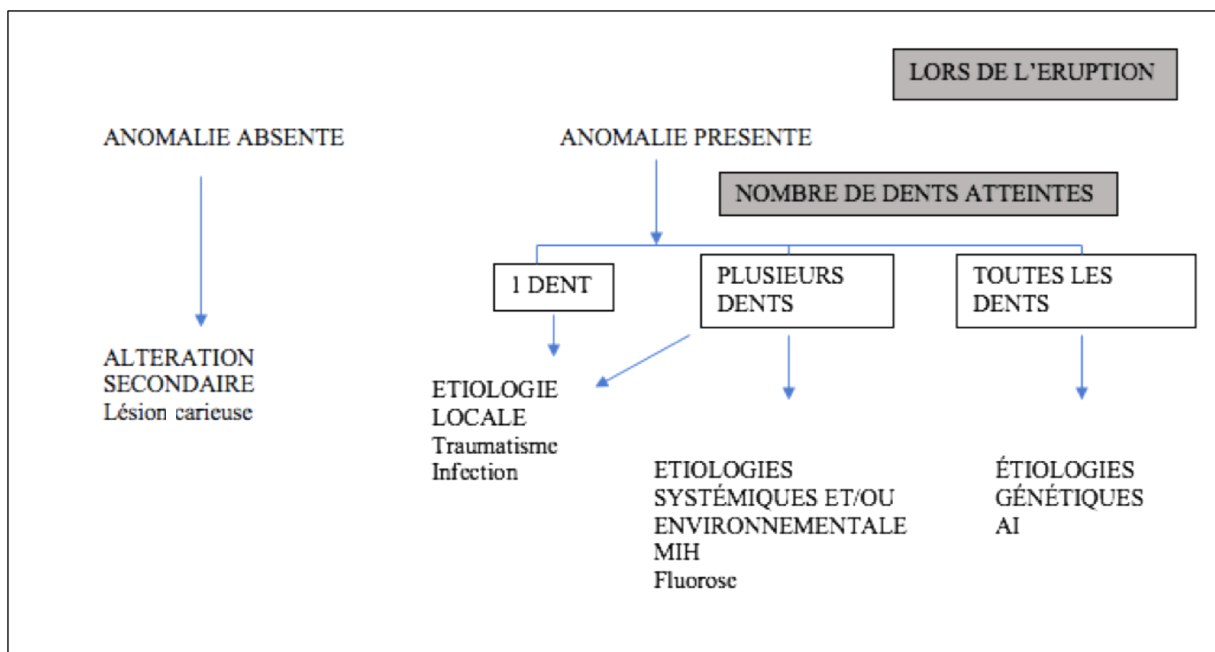 LORS DE L'ERUPTION
ANOMALIE ABSENTE
ANOMALIE PRESENTE
NOMBRE DE DENTS ATTEINTES
1 DENT
PLUSIEURS
DENTS
TOUTES LES
DENTS
ALTERATION
SECONDAIRE
Lésion carieuse
ETIOLOGIE
LOCALE
Traumatisme
Infection
ETIOLOGIES
SYSTÉMIQUES ET/OU
ENVIRONNEMENTALE
MIH
Fluorose
ÉTIOLOGIES
GÉNÉTIQUES
AI